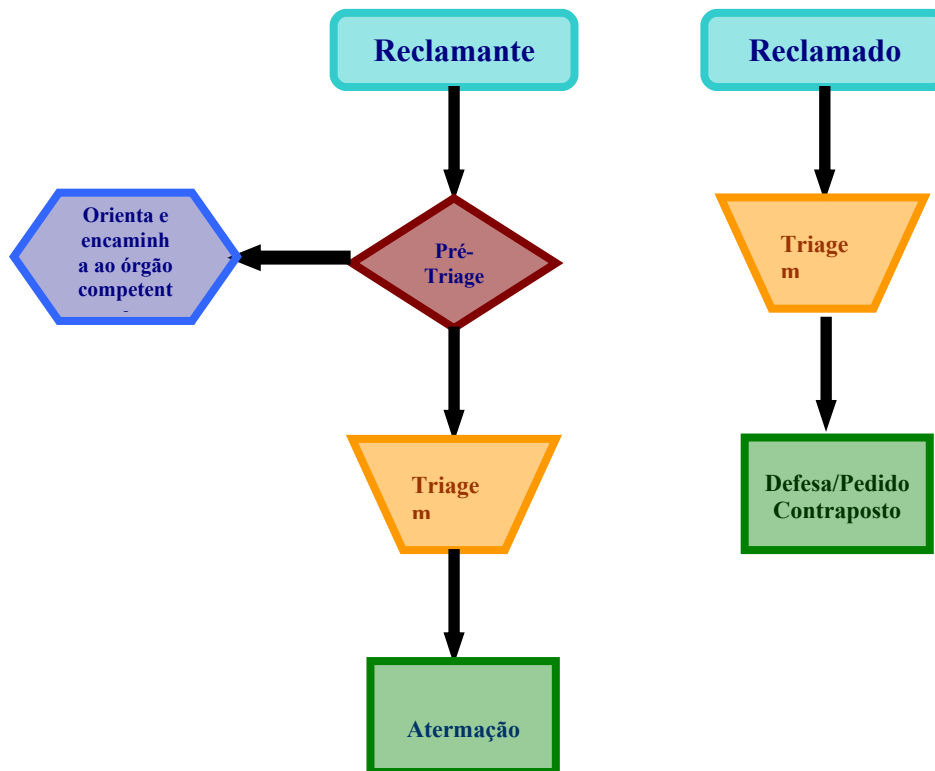 Reclamante
Reclamado
Orienta e
encaminh
a ao órgão
competent
Pré-
Triage
Triage
m
Triage
m
Defesa/Pedido
Contraposto
Atermação